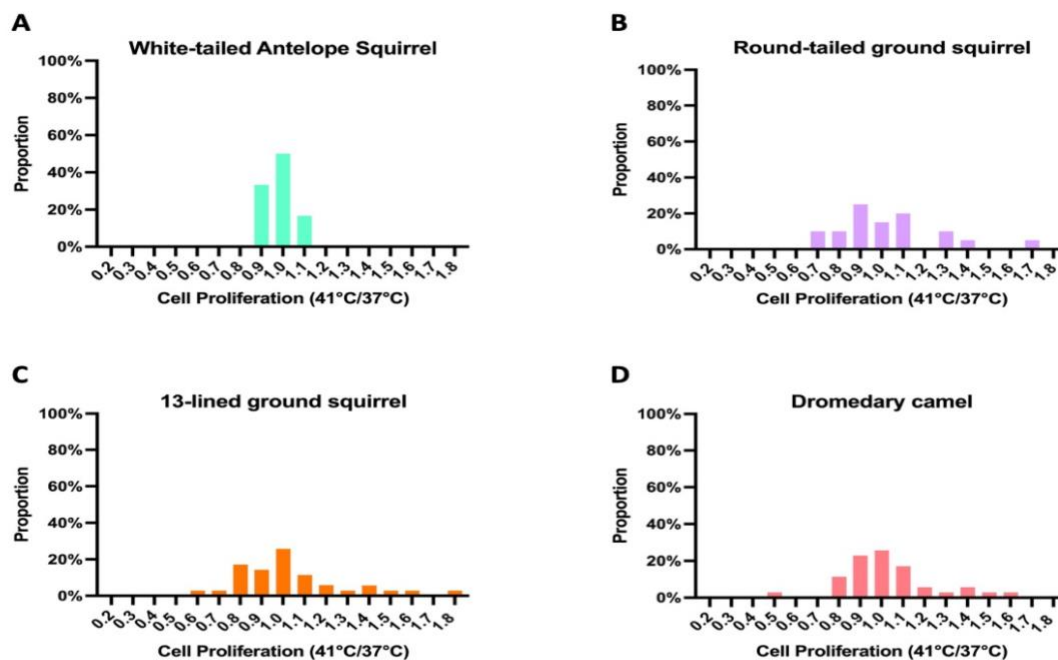 A
White-tailed Antelope Squirrel
100%
80%
60%
40%
20%
0%
Proportion
0.2 0.3 0.4 0.5 0.6 0.7 0.8 0.9 1.0 1.1 1.2 1.3 1.4 1.5 1.6 1.7 1.8
Cell Proliferation (41°C/37°C)
B
Round-tailed ground squirrel
100%
80%
60%
40%
20%
0%
Proportion
0.2 0.3 0.4 0.5 0.6 0.7 0.8 0.9 1.0 1.1 1.2 1.3 1.4 1.5 1.6 1.7 1.8
Cell Proliferation (41°C/37°C)
C
13-lined ground squirrel
100%
80%
60%
40%
20%
0%
Proportion
0.2 0.3 0.4 0.5 0.6 0.7 0.8 0.9 1.0 1.1 1.2 1.3 1.4 1.5 1.6 1.7 1.8
Cell Proliferation (41°C/37°C)
D
Dromedary camel
100%
80%
60%
40%
20%
0%
Proportion
0.2 0.3 0.4 0.5 0.6 0.7 0.8 0.9 1.0 1.1 1.2 1.3 1.4 1.5 1.6 1.7 1.8
Cell Proliferation (41°C/37°C)